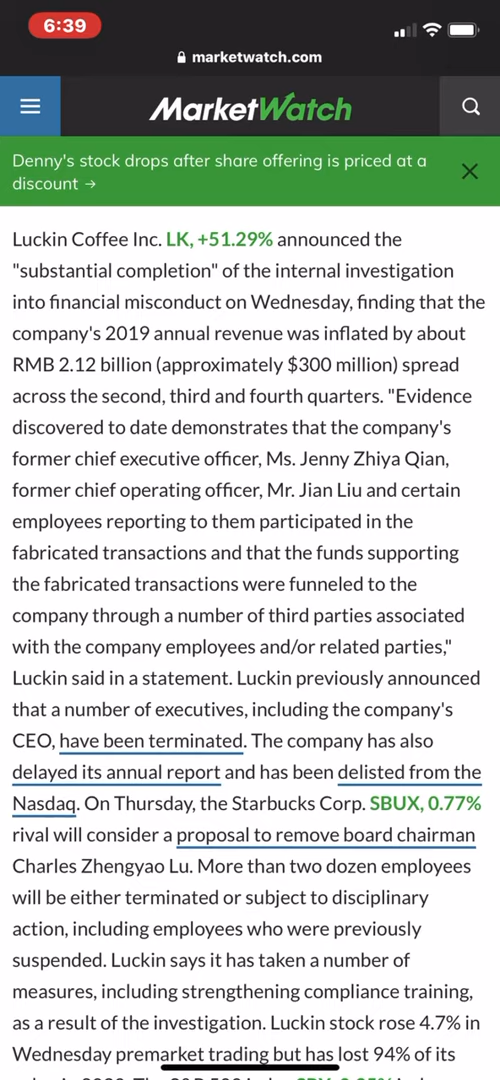 6:39
marketwatch.com
MarketWatch
Denny's stock drops after share offering is priced at a
discount →
Luckin Coffee Inc. LK, +51.29% announced the
"substantial completion" of the internal investigation
into financial misconduct on Wednesday, finding that the
company's 2019 annual revenue was inflated by about
RMB 2.12 billion (approximately $300 million) spread
across the second, third and fourth quarters. "Evidence
discovered to date demonstrates that the company's
former chief executive officer, Ms. Jenny Zhiya Qian,
former chief operating officer, Mr. Jian Liu and certain
employees reporting to them participated in the
fabricated transactions and that the funds supporting
the fabricated transactions were funneled to the
company through a number of third parties associated
with the company employees and/or related parties,"
Luckin said in a statement. Luckin previously announced
that a number of executives, including the company's
CEO, have been terminated. The company has also
delayed its annual report and has been delisted from the
Nasdaq. On Thursday, the Starbucks Corp. SBUX, 0.77%
rival will consider a proposal to remove board chairman
Charles Zhengyao Lu. More than two dozen employees
will be either terminated or subject to disciplinary
action, including employees who were previously
suspended. Luckin says it has taken a number of
measures, including strengthening compliance training,
as a result of the investigation. Luckin stock rose 4.7% in
Wednesday premarket trading but has lost 94% of its